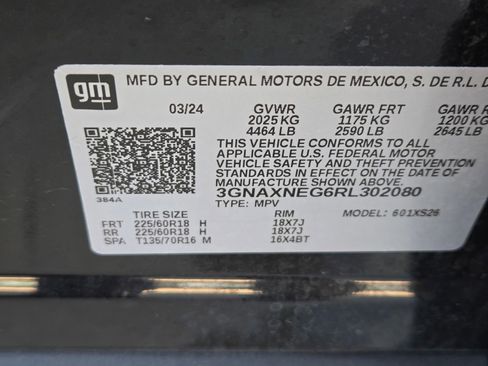 gm
MFD BY GENERAL MOTORS DE MEXICO, S. DE R.L. D
03/24 GVWR GAWR FRT GAWR R
2025 KG 1175 KG 1200 KG
4464 LB 2590 LB 2645 LB
THIS VEHICLE CONFORMS TO ALL
APPLICABLE U.S. FEDERAL MOTOR
VEHICLE SAFETY AND THEFT PREVENTION
STANDARDS IN EFFECT ON THE DATE OF
MANUFACTURE SHOWN ABOVE.
384A 3GNAXNEG6RL302080
TYPE: MPV MODEL: 601XS26
TIRE SIZE RIM
FRT 225/60R18 H 18X7J
RR 225/60R18 H 18X7J
SPA T135/70R16 M 16X4BT